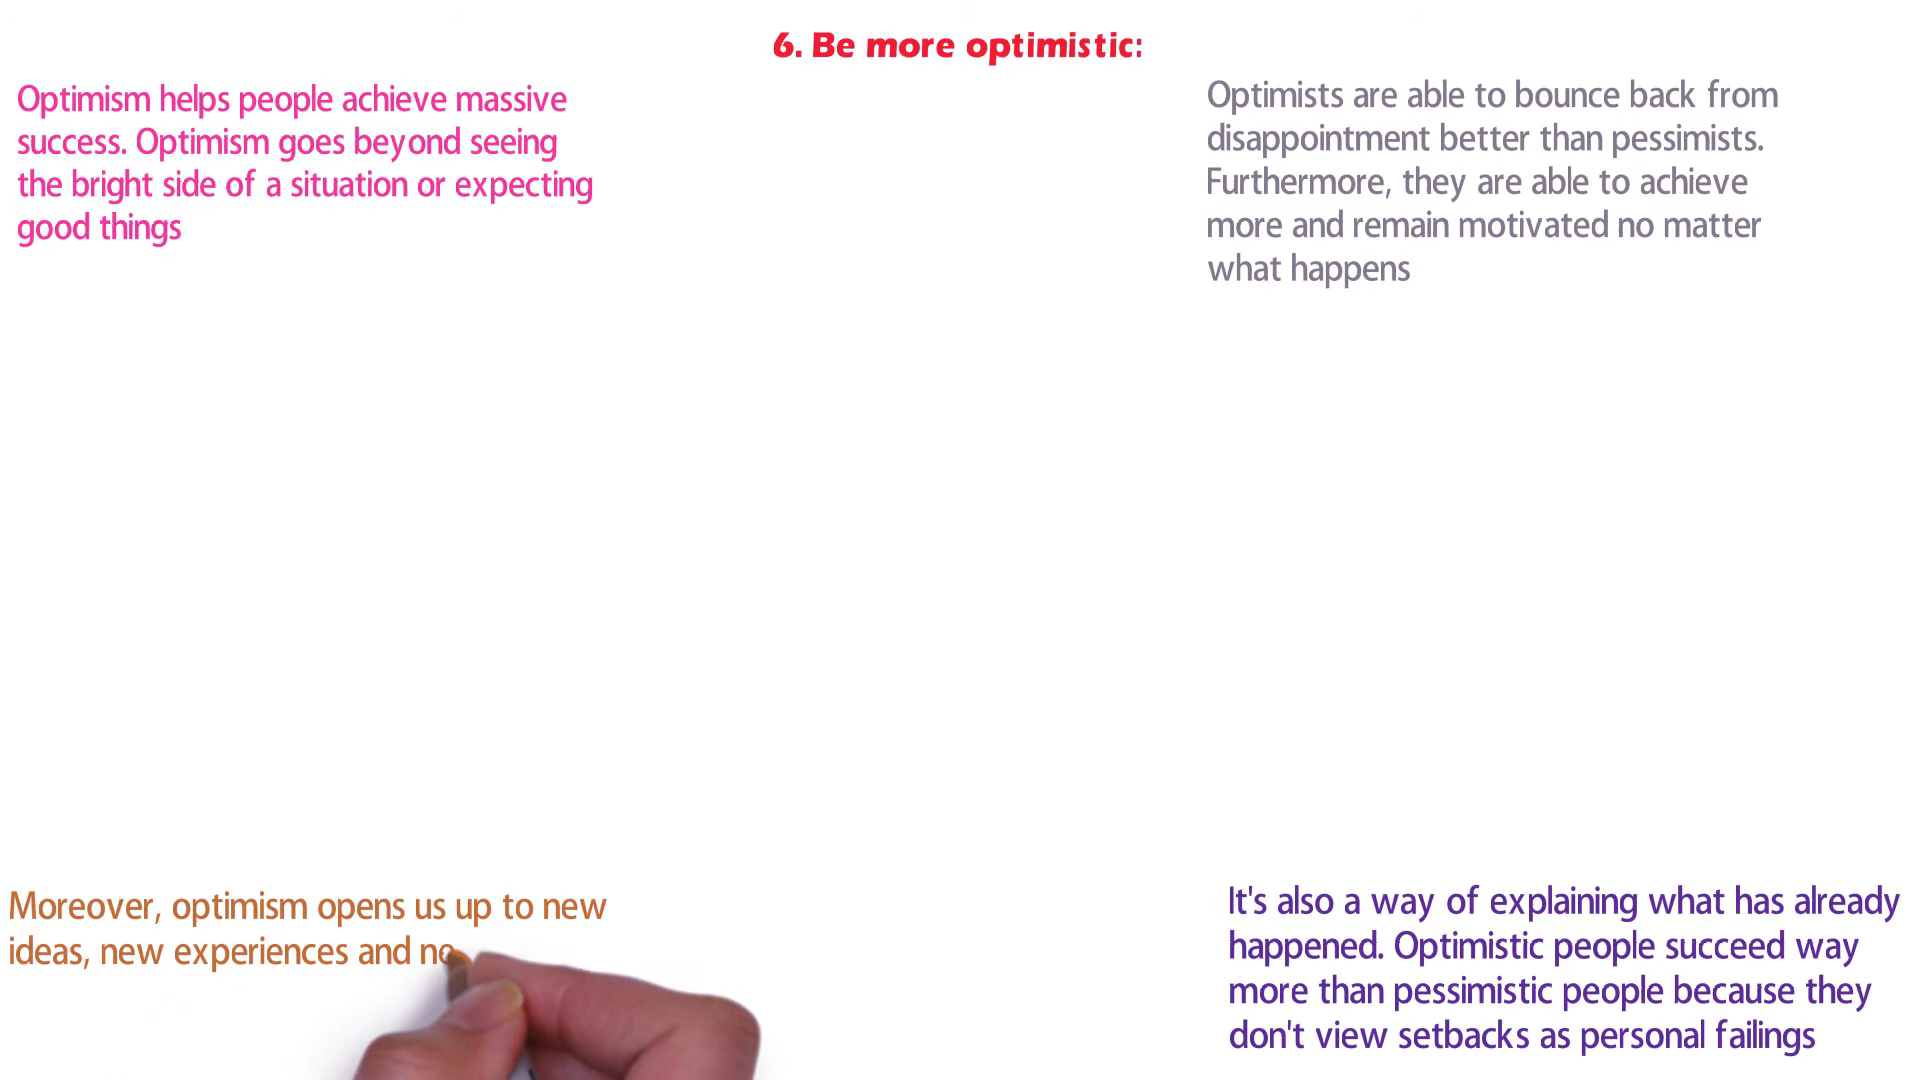 6. Be more optimistic:
Optimism helps people achieve massive
success. Optimism goes beyond seeing
the bright side of a situation or expecting
good things
Optimists are able to bounce back from
disappointment better than pessimists.
Furthermore, they are able to achieve
more and remain motivated no matter
what happens
Moreover, optimism opens us up to new
ideas, new experiences and
It's also a way of explaining what has already
happened. Optimistic people succeed way
more than pessimistic people because they
don't view setbacks as personal failings